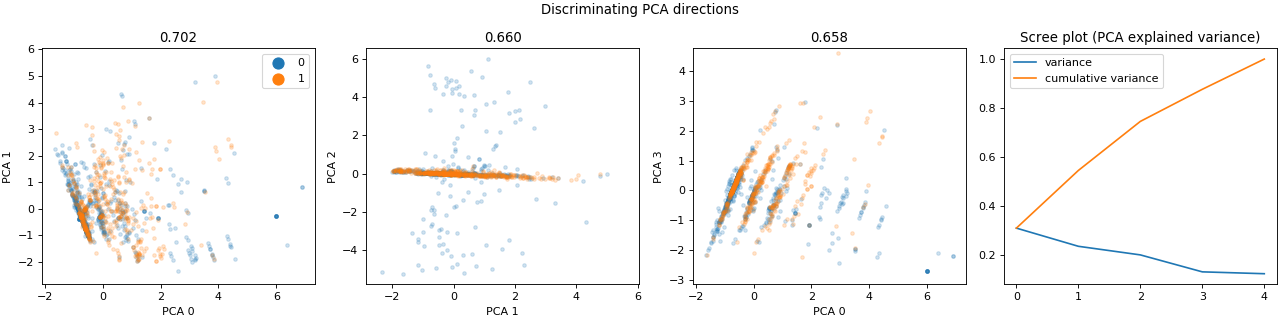 Discriminating PCA directions
0.702
6
5
4
3
2
1
0
−1
−2
−2 0 2 4 6
PCA 0
PCA 1
0
1
0.660
6
4
2
0
−2
−4
−2 0 2 4 6
PCA 1
PCA 2
0.658
4
3
2
1
0
−1
−2
−3
−2 0 2 4 6
PCA 0
PCA 3
Scree plot (PCA explained variance)
variance
cumulative variance
1.0
0.8
0.6
0.4
0.2
0 1 2 3 4